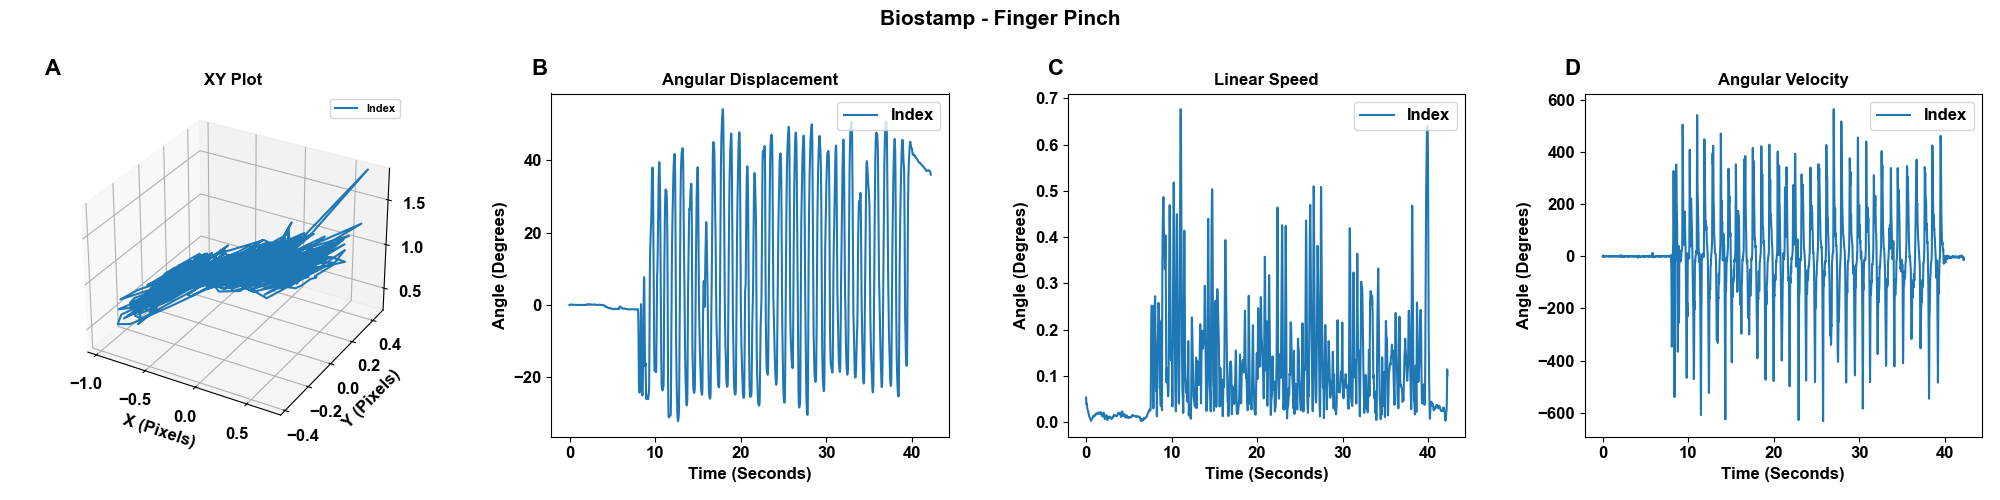 Biostamp - Finger Pinch
A
XY Plot
Index
1.5
1.0
0.5
0.4
0.2
0.0
−0.2
−0.4
Y (Pixels)
−1.0
−0.5
0.0
0.5
X (Pixels)
B
Angular Displacement
Index
Angle (Degrees)
40
20
0
−20
0 10 20 30 40
Time (Seconds)
C
Linear Speed
Index
Angle (Degrees)
0.7
0.6
0.5
0.4
0.3
0.2
0.1
0.0
0 10 20 30 40
Time (Seconds)
D
Angular Velocity
Index
Angle (Degrees)
600
400
200
0
−200
−400
−600
0 10 20 30 40
Time (Seconds)